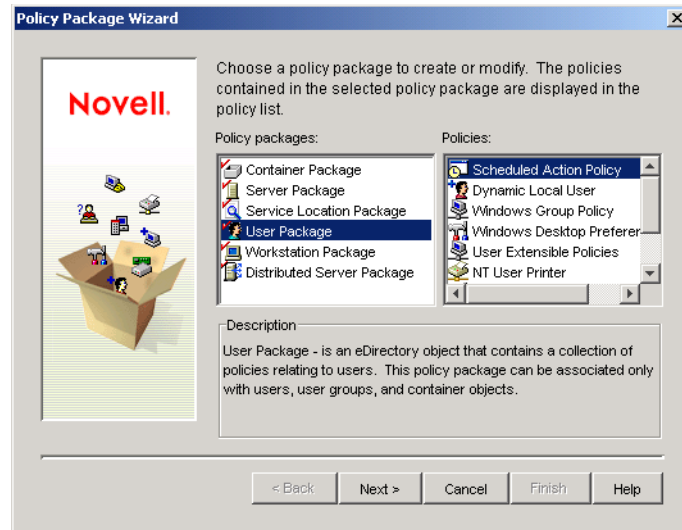 Policy Package Wizard
Novell.
Choose a policy package to create or modify. The policies
contained in the selected policy package are displayed in the
policy list.
Policy packages:
Container Package
Server Package
Service Location Package
User Package
Workstation Package
Distributed Server Package
Policies:
Scheduled Action Policy
Dynamic Local User
Windows Group Policy
Windows Desktop Preferer
User Extensible Policies
NT User Printer
Description
User Package - is an eDirectory object that contains a collection of
policies relating to users. This policy package can be associated only
with users, user groups, and container objects.
< Back
Next >
Cancel
Finish
Help